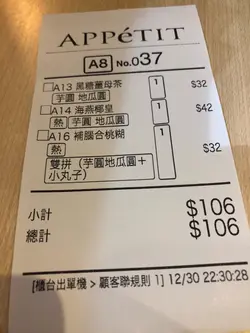 APPéTIT
A8 No.037
A13 黑糖薑母茶 1 $32
芋圓 地瓜圓
A14 海燕椰皇 1 $42
熱 芋圓 地瓜圓
A16 補腦合桃糊 1 $32
熱
雙拼(芋圓地瓜圓+
小丸子)
小計 $106
總計 $106
[櫃台出單機 > 顧客聯規則 1] 12/30 22:30:28